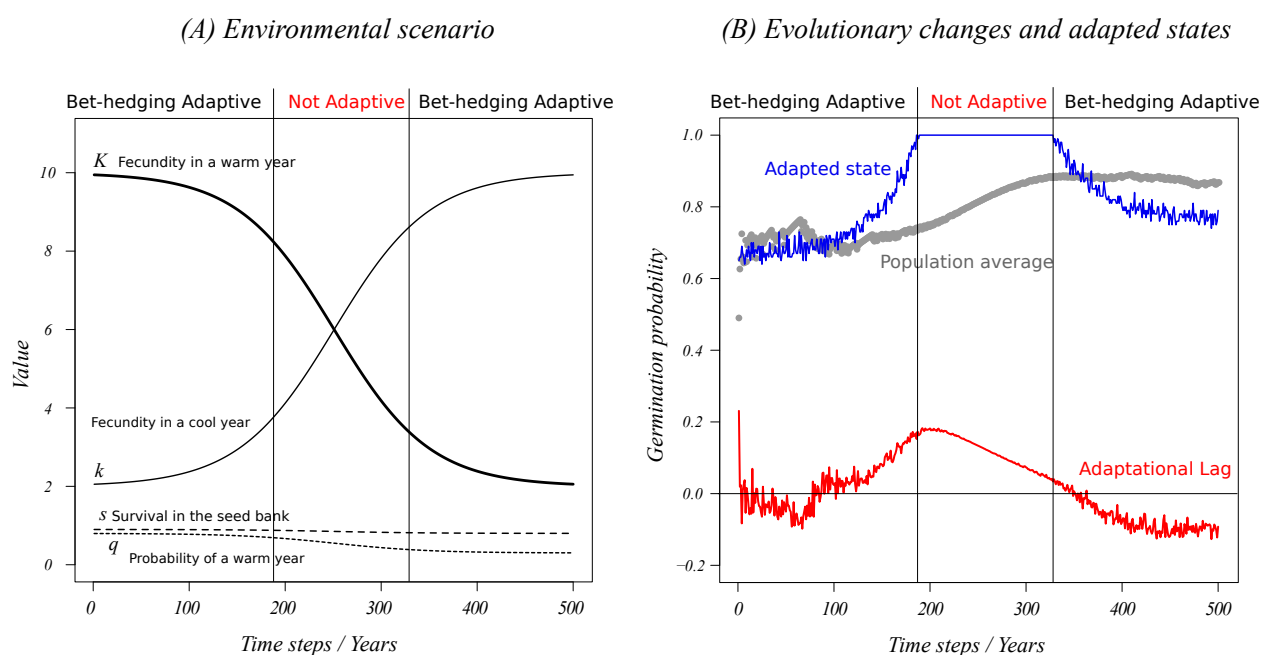 (A) Environmental scenario
Bet-hedging Adaptive Not Adaptive Bet-hedging Adaptive
K Fecundity in a warm year
10
8
6
4
2
0
Value
Fecundity in a cool year
k
s Survival in the seed bank
q Probability of a warm year
0 100 200 300 400 500
Time steps / Years
(B) Evolutionary changes and adapted states
Bet-hedging Adaptive Not Adaptive Bet-hedging Adaptive
1.0
0.8
0.6
0.4
0.2
0.0
−0.2
Germination probability
Adapted state
Population average
Adaptational Lag
0 100 200 300 400 500
Time steps / Years